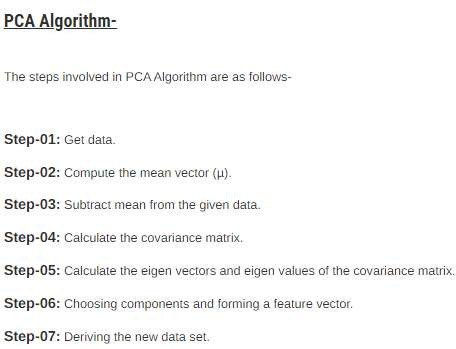 PCA Algorithm-
The steps involved in PCA Algorithm are as follows-
Step-01: Get data.
Step-02: Compute the mean vector (µ).
Step-03: Subtract mean from the given data.
Step-04: Calculate the covariance matrix.
Step-05: Calculate the eigen vectors and eigen values of the covariance matrix.
Step-06: Choosing components and forming a feature vector.
Step-07: Deriving the new data set.